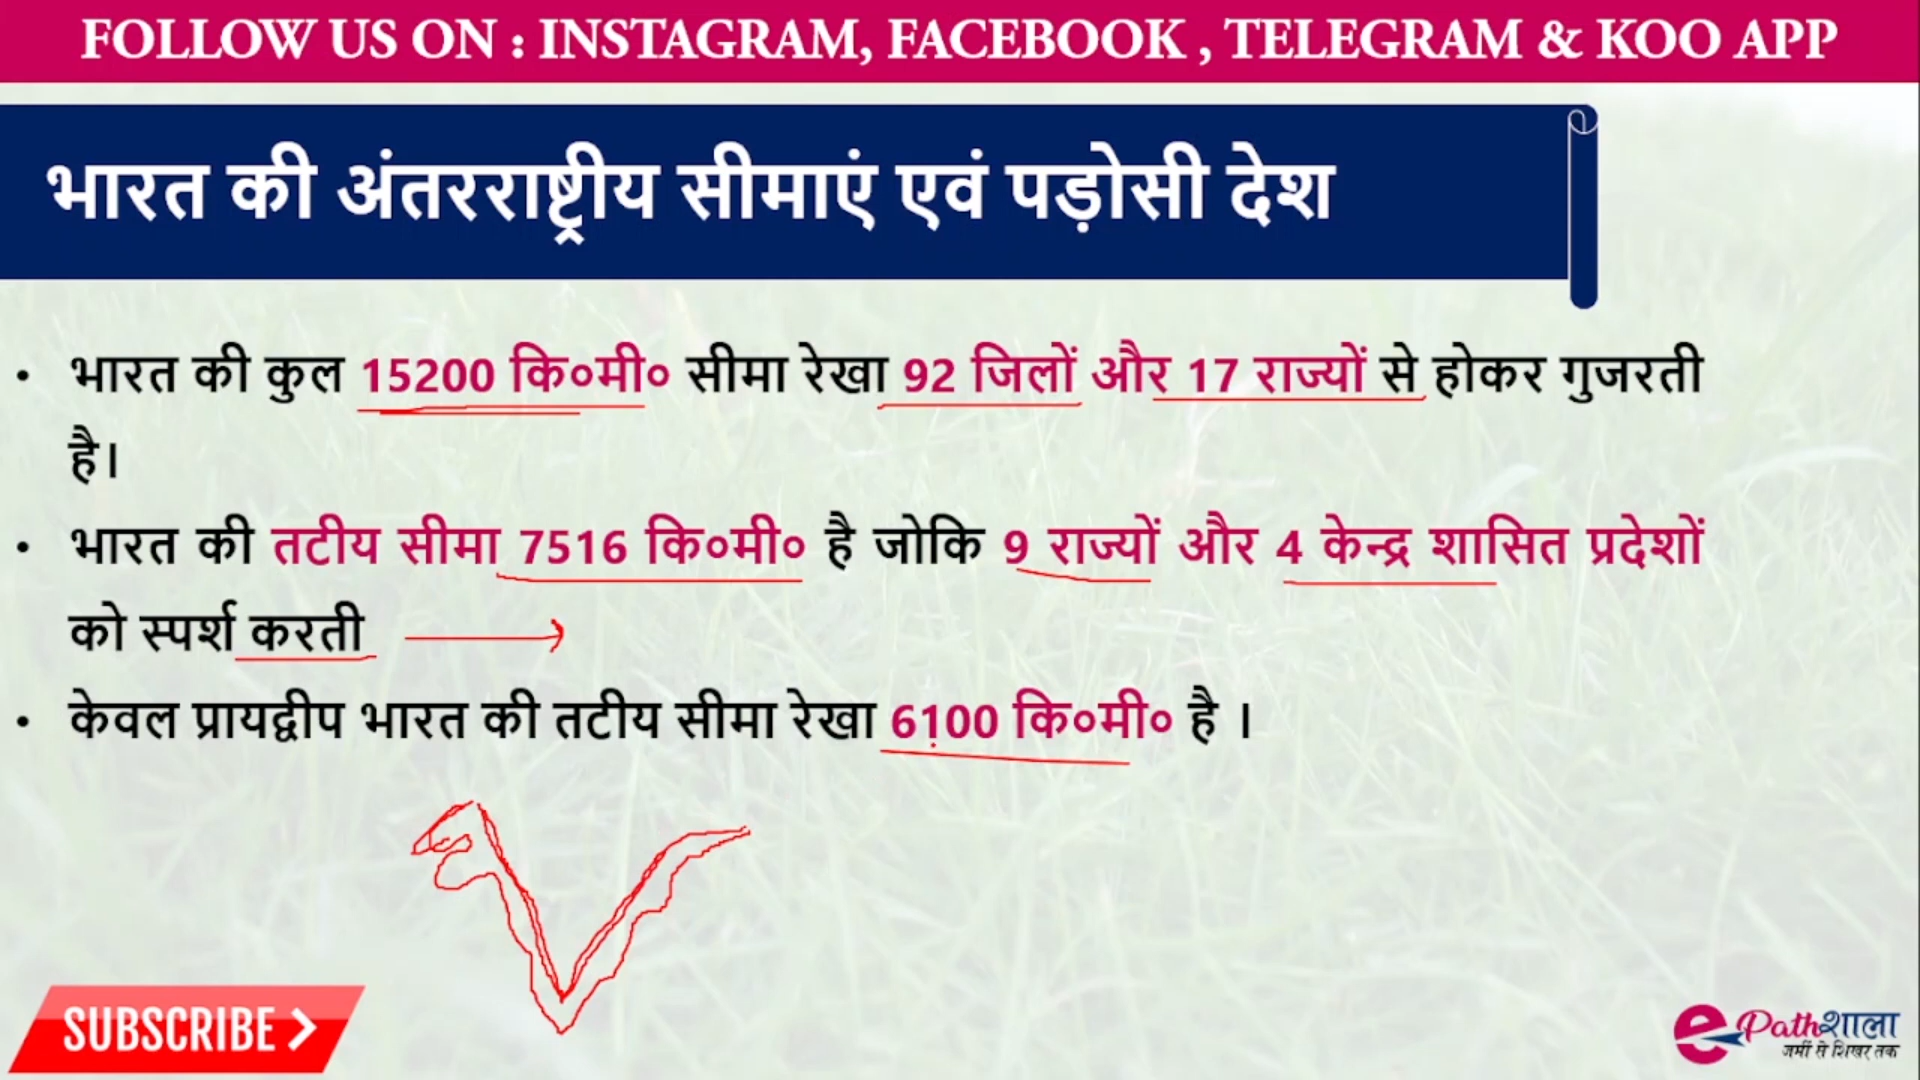 FOLLOW US ON : INSTAGRAM, FACEBOOK , TELEGRAM & KOO APP
भारत की अंतरराष्ट्रीय सीमाएं एवं पड़ोसी देश
• भारत की कुल 15200 कि०मी० सीमा रेखा 92 जिलों और 17 राज्यों से होकर गुजरती
है।
• भारत की तटीय सीमा 7516 कि०मी० है जोकि 9 राज्यों और 4 केन्द्र शासित प्रदेशों
को स्पर्श करती
• केवल प्रायद्वीप भारत की तटीय सीमा रेखा 6100 कि०मी० है ।
SUBSCRIBE
ePathशाला
जमीं से शिखर तक